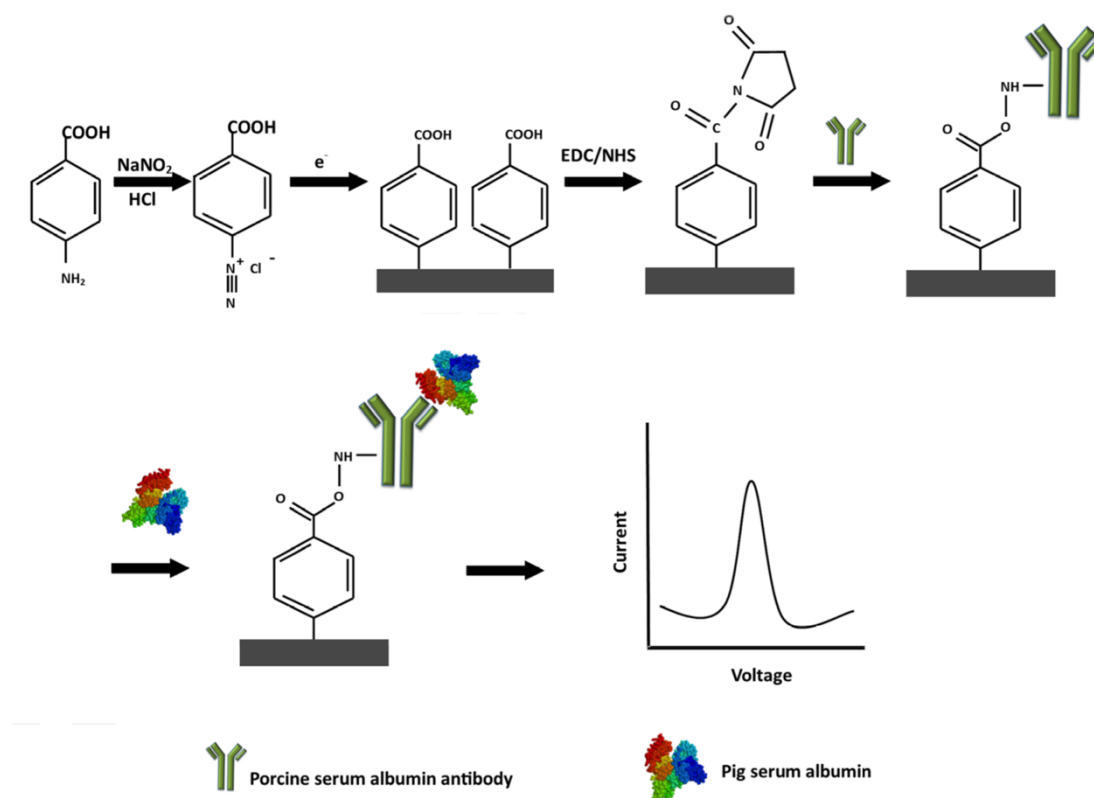 COOH
NaNO₂
HCl
NH₂
COOH
N⁺ Cl⁻
N
e⁻
COOH COOH
EDC/NHS
O
N
O
C
O
NH
O
O
NH
O
O
Current
Voltage
Porcine serum albumin antibody
Pig serum albumin